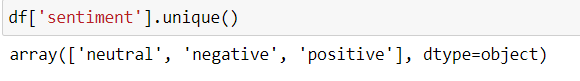 df['sentiment'].unique()
array(['neutral', 'negative', 'positive'], dtype=object)